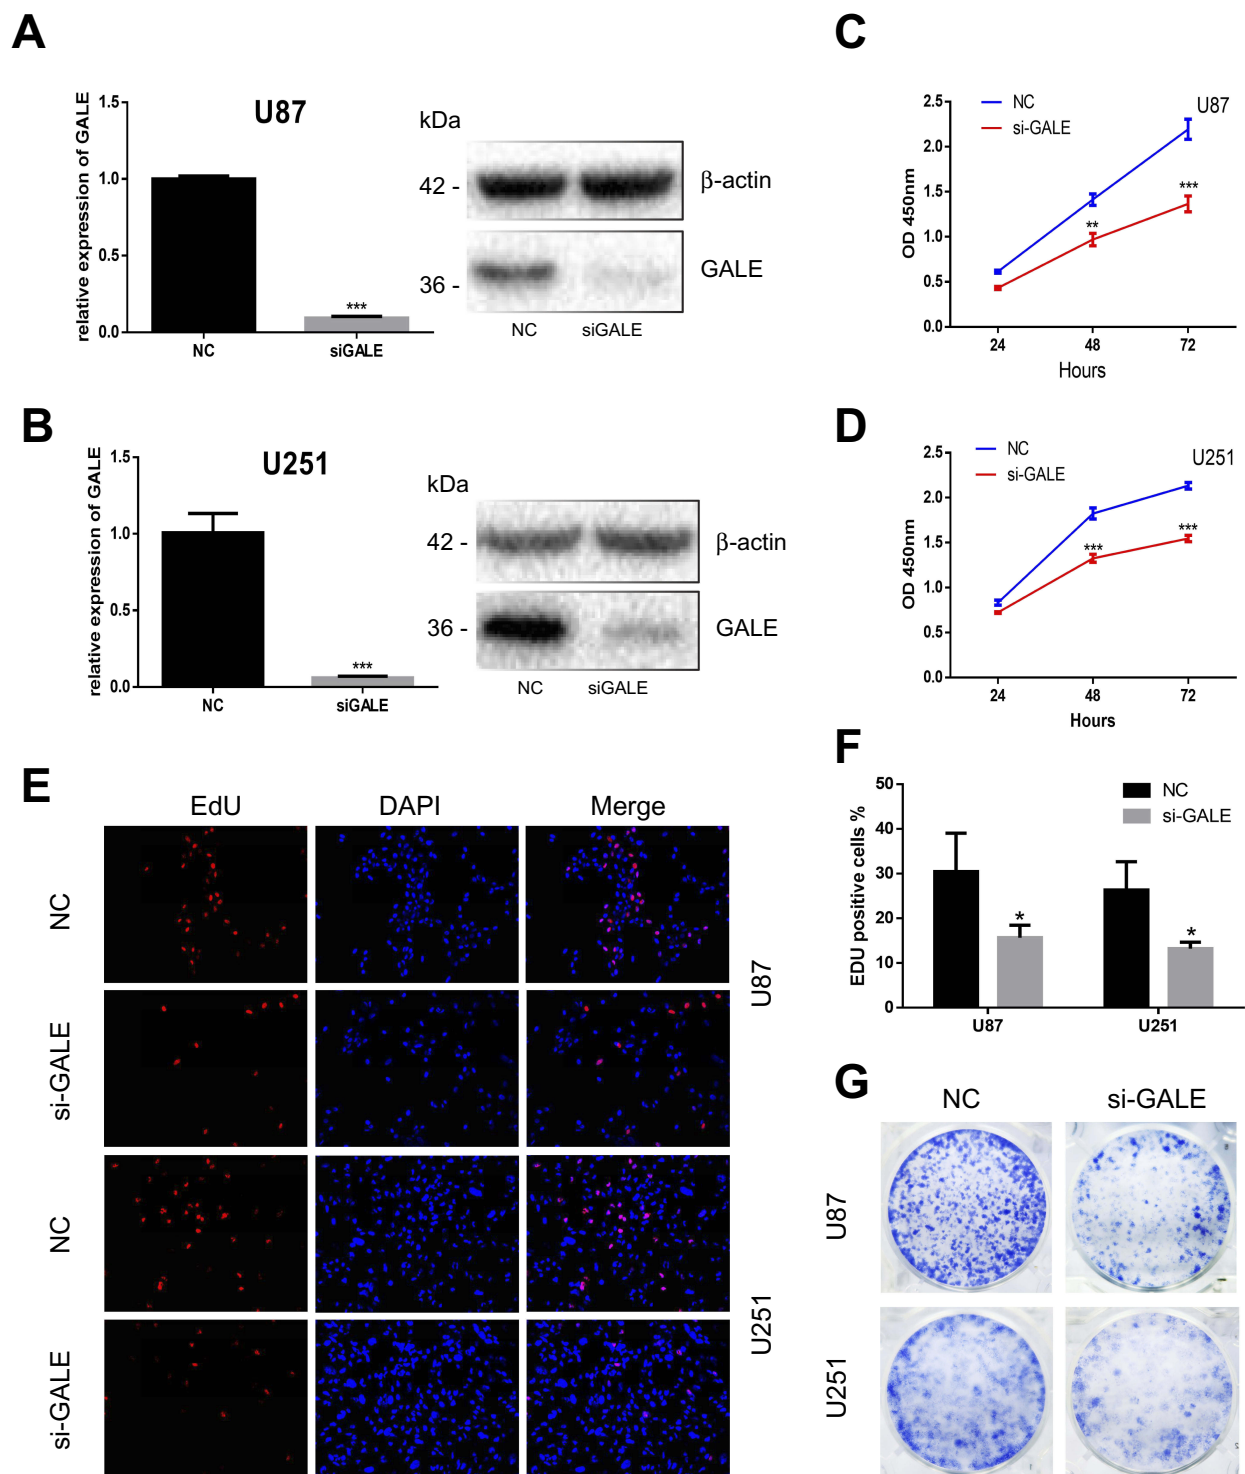 A
U87
relative expression of GALE
1.5
1.0
0.5
0.0
***
NC
siGALE
kDa
42 -
β-actin
36 -
GALE
NC
siGALE
B
U251
relative expression of GALE
1.5
1.0
0.5
0.0
***
NC
siGALE
kDa
42 -
β-actin
36 -
GALE
NC
siGALE
C
U87
NC
si-GALE
OD 450nm
2.5
2.0
1.5
1.0
0.5
0.0
**
***
24
48
72
Hours
D
U251
NC
si-GALE
OD 450nm
2.5
2.0
1.5
1.0
0.5
0.0
***
***
24
48
72
Hours
E
EdU
DAPI
Merge
NC
si-GALE
U87
NC
si-GALE
U251
F
EDU positive cells %
50
40
30
20
10
0
NC
si-GALE
*
*
U87
U251
G
NC
si-GALE
U87
U251